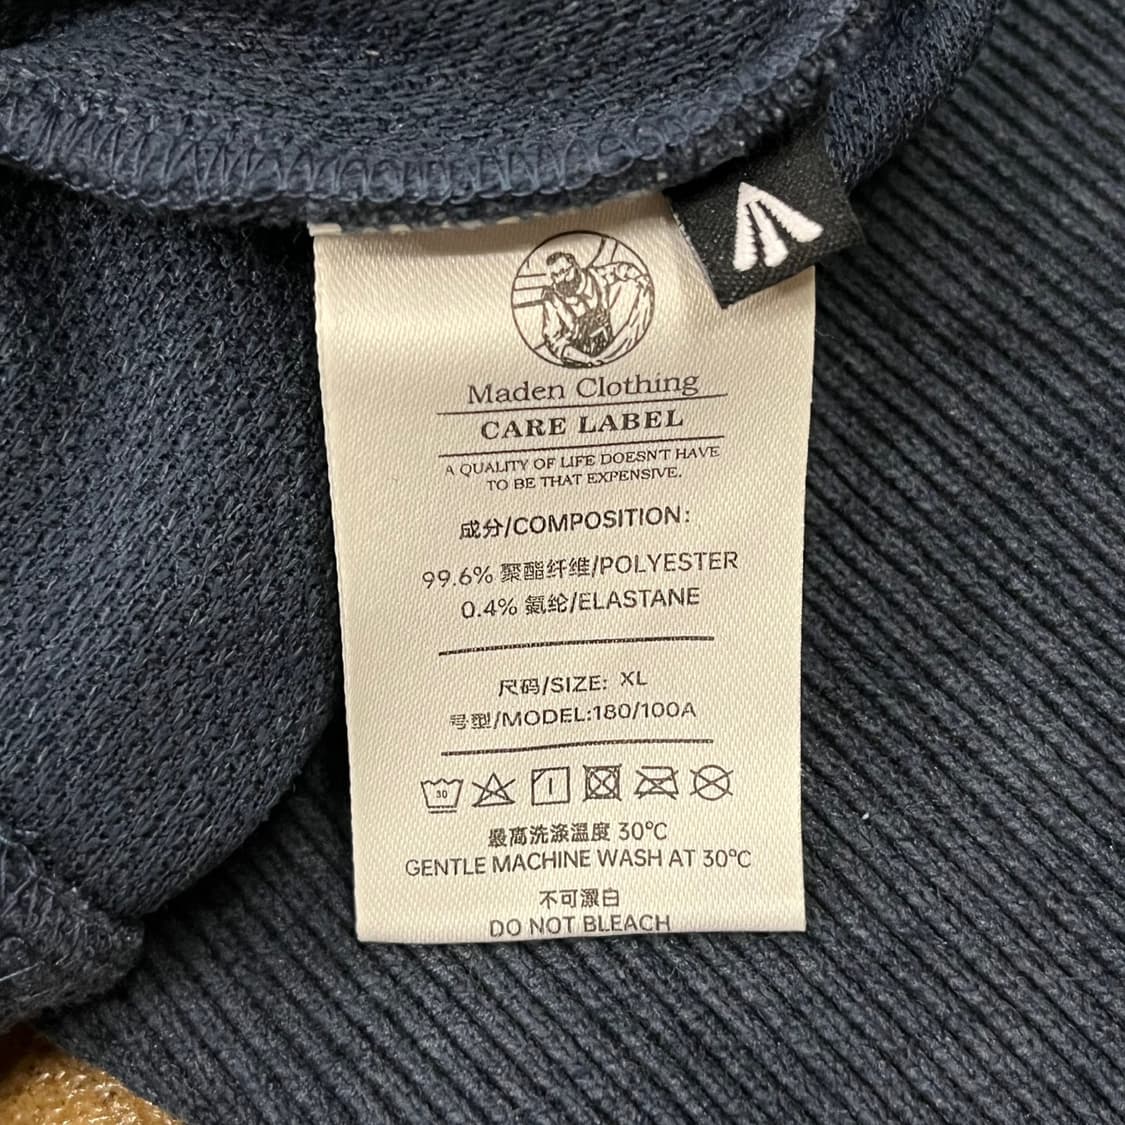 Maden Clothing
CARE LABEL
A QUALITY OF LIFE DOESN'T HAVE
TO BE THAT EXPENSIVE.
成分/COMPOSITION:
99.6% 聚酯纤维/POLYESTER
0.4% 氨纶/ELASTANE
尺码/SIZE: XL
号型/MODEL:180/100A
30
最高洗涤温度 30℃
GENTLE MACHINE WASH AT 30℃
不可漂白
DO NOT BLEACH